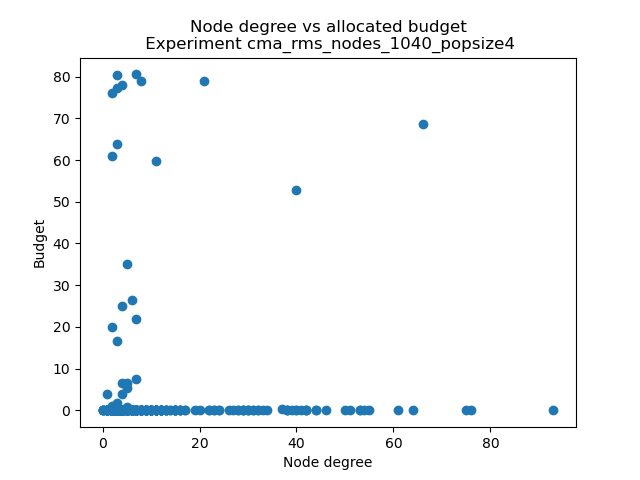 Node degree vs allocated budget
Experiment cma_rms_nodes_1040_popsize4
80
70
60
50
40
30
20
10
0
Budget
0 20 40 60 80
Node degree